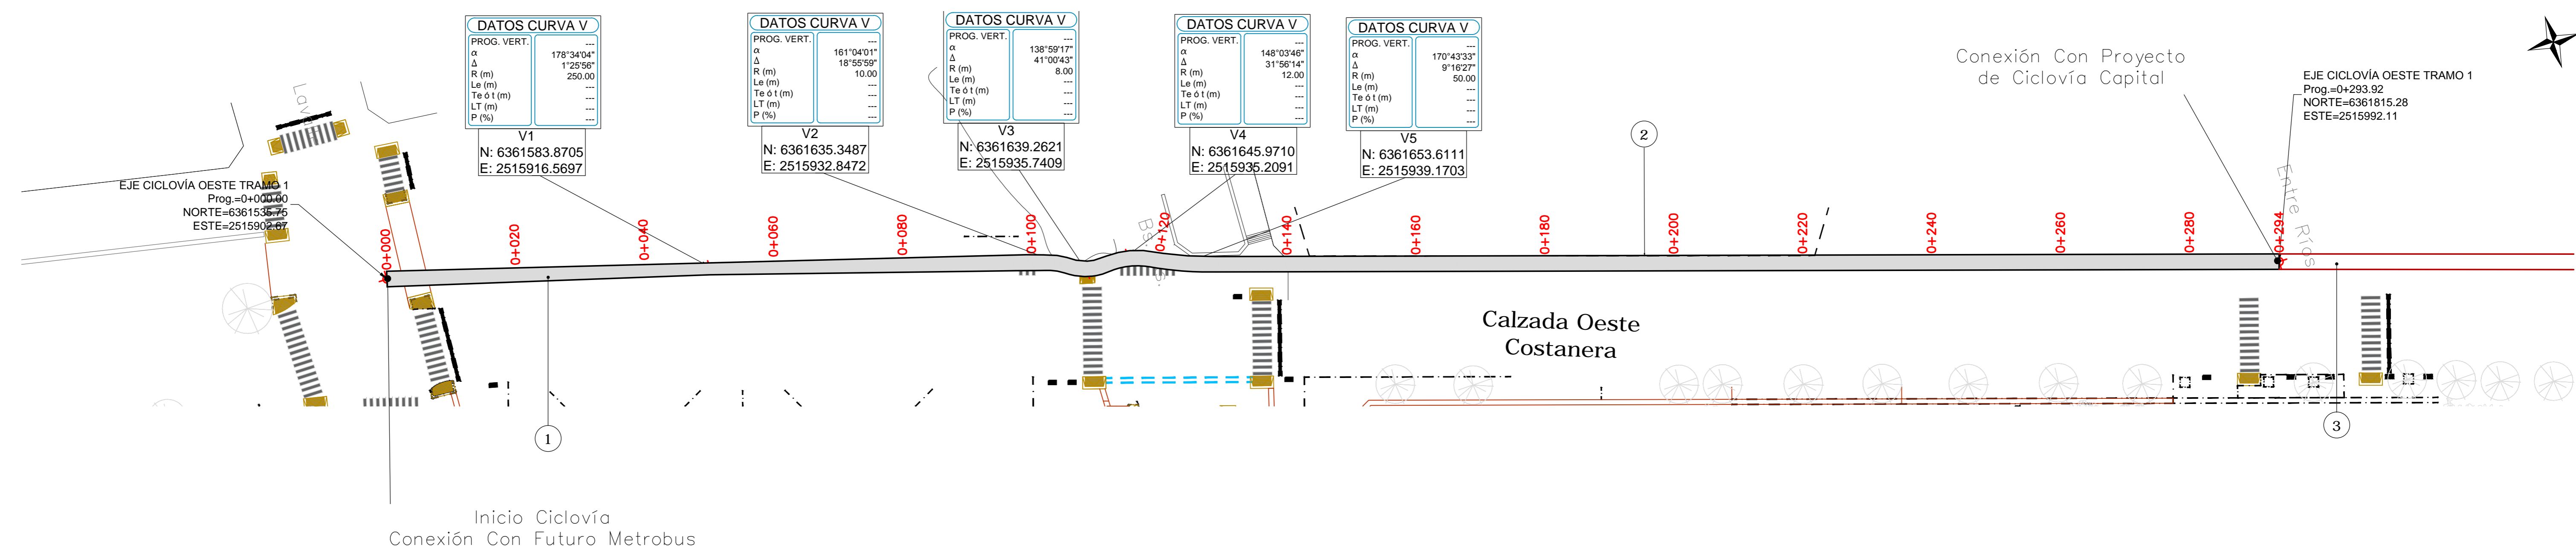 DATOS CURVA V
PROG. VERT. ---
α 178°34'04"
Δ 1°25'56"
R (m) 250.00
Le (m) ---
Te ó t (m) ---
LT (m) ---
P (%) ---
V1
N: 6361583.8705
E: 2515916.5697
DATOS CURVA V
PROG. VERT. ---
α 161°04'01"
Δ 18°55'59"
R (m) 10.00
Le (m) ---
Te ó t (m) ---
LT (m) ---
P (%) ---
V2
N: 6361635.3487
E: 2515932.8472
DATOS CURVA V
PROG. VERT. ---
α 138°59'17"
Δ 41°00'43"
R (m) 8.00
Le (m) ---
Te ó t (m) ---
LT (m) ---
P (%) ---
V3
N: 6361639.2621
E: 2515935.7409
DATOS CURVA V
PROG. VERT. ---
α 148°03'46"
Δ 31°56'14"
R (m) 12.00
Le (m) ---
Te ó t (m) ---
LT (m) ---
P (%) ---
V4
N: 6361645.9710
E: 2515935.2091
DATOS CURVA V
PROG. VERT. ---
α 170°43'33"
Δ 9°16'27"
R (m) 50.00
Le (m) ---
Te ó t (m) ---
LT (m) ---
P (%) ---
V5
N: 6361653.6111
E: 2515939.1703
2
Conexión Con Proyecto
de Ciclovía Capital
EJE CICLOVÍA OESTE TRAMO 1
Prog.=0+293.92
NORTE=6361815.28
ESTE=2515992.11
EJE CICLOVÍA OESTE TRAMO 1
Prog.=0+000.00
NORTE=6361535.75
ESTE=2515902.67
0+000
0+020
0+040
0+060
0+080
0+100
0+120
0+140
0+160
0+180
0+200
0+220
0+240
0+260
0+280
0+294
Entre Ríos
Calzada Oeste
Costanera
1
3
Inicio Ciclovía
Conexión Con Futuro Metrobus